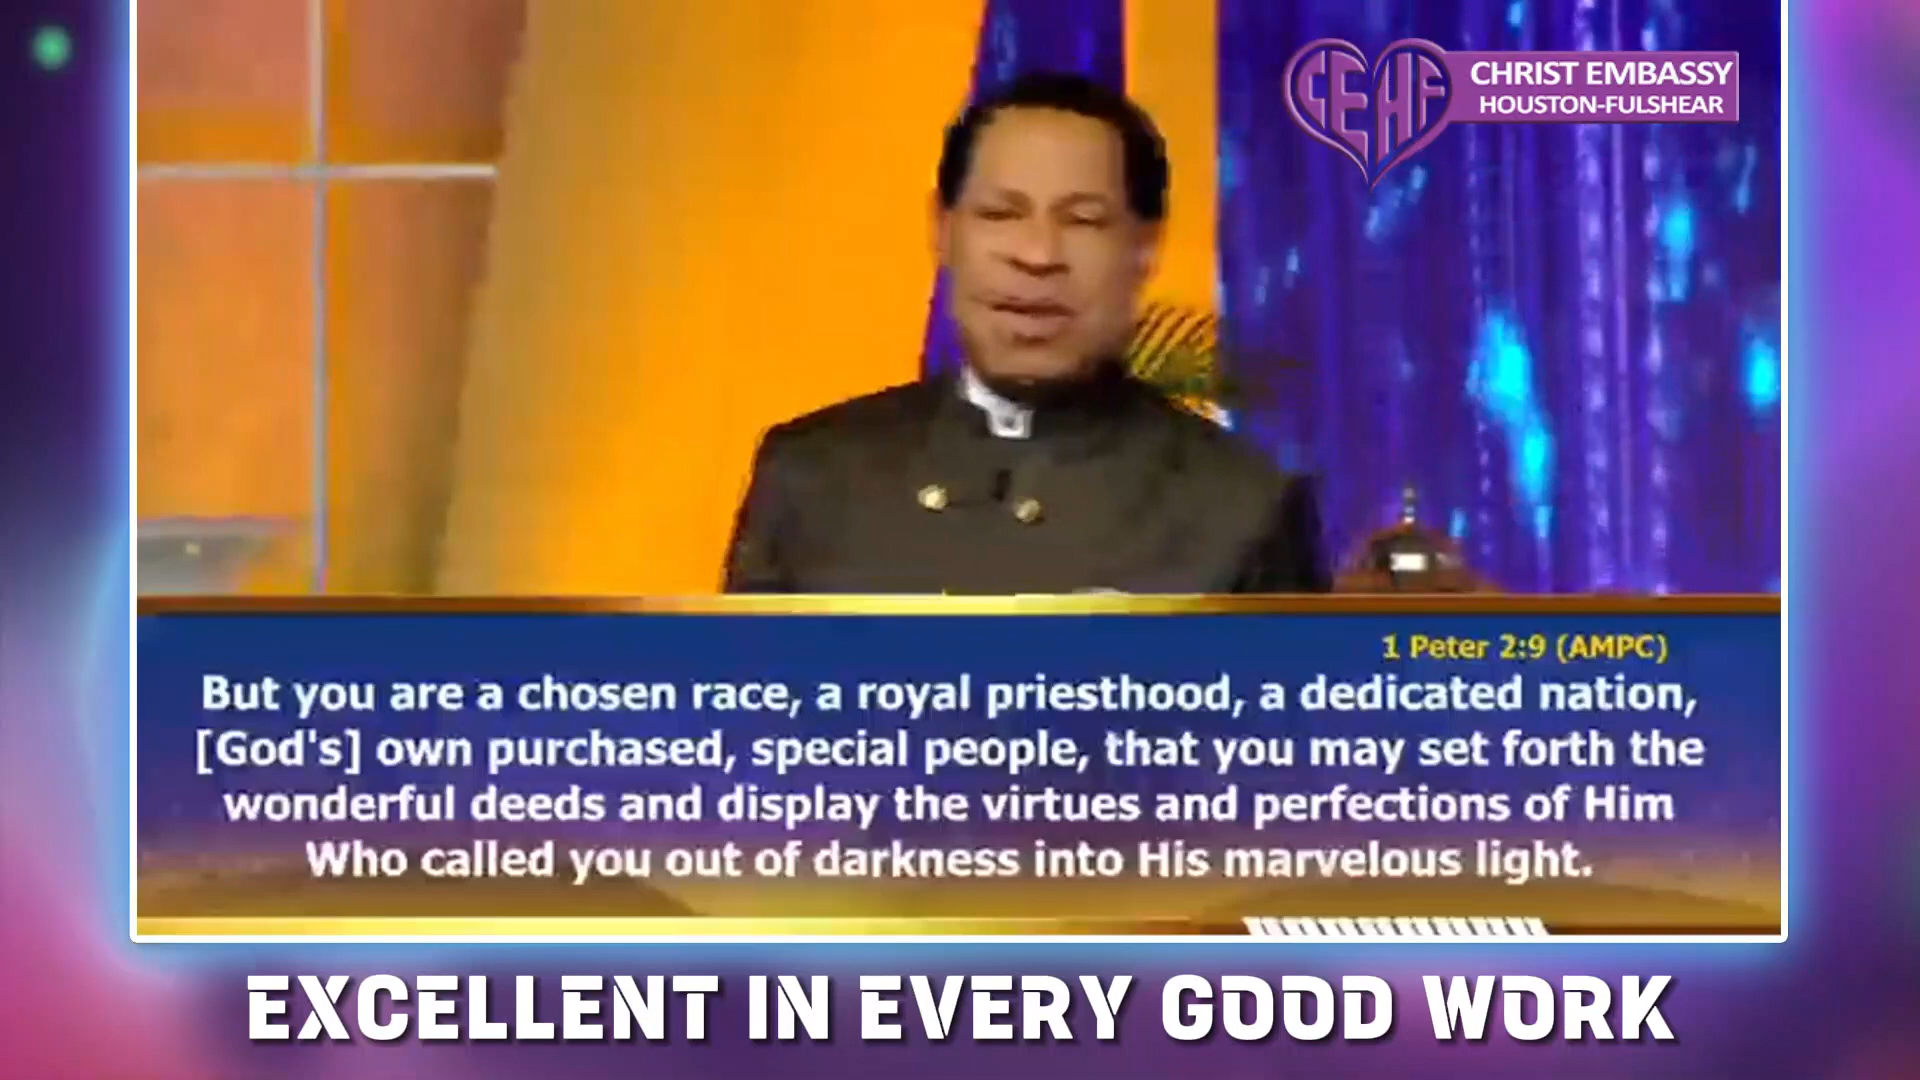 CEHF
CHRIST EMBASSY
HOUSTON-FULSHEAR
1 Peter 2:9 (AMPC)
But you are a chosen race, a royal priesthood, a dedicated nation,
[God's] own purchased, special people, that you may set forth the
wonderful deeds and display the virtues and perfections of Him
Who called you out of darkness into His marvelous light.
EXCELLENT IN EVERY GOOD WORK